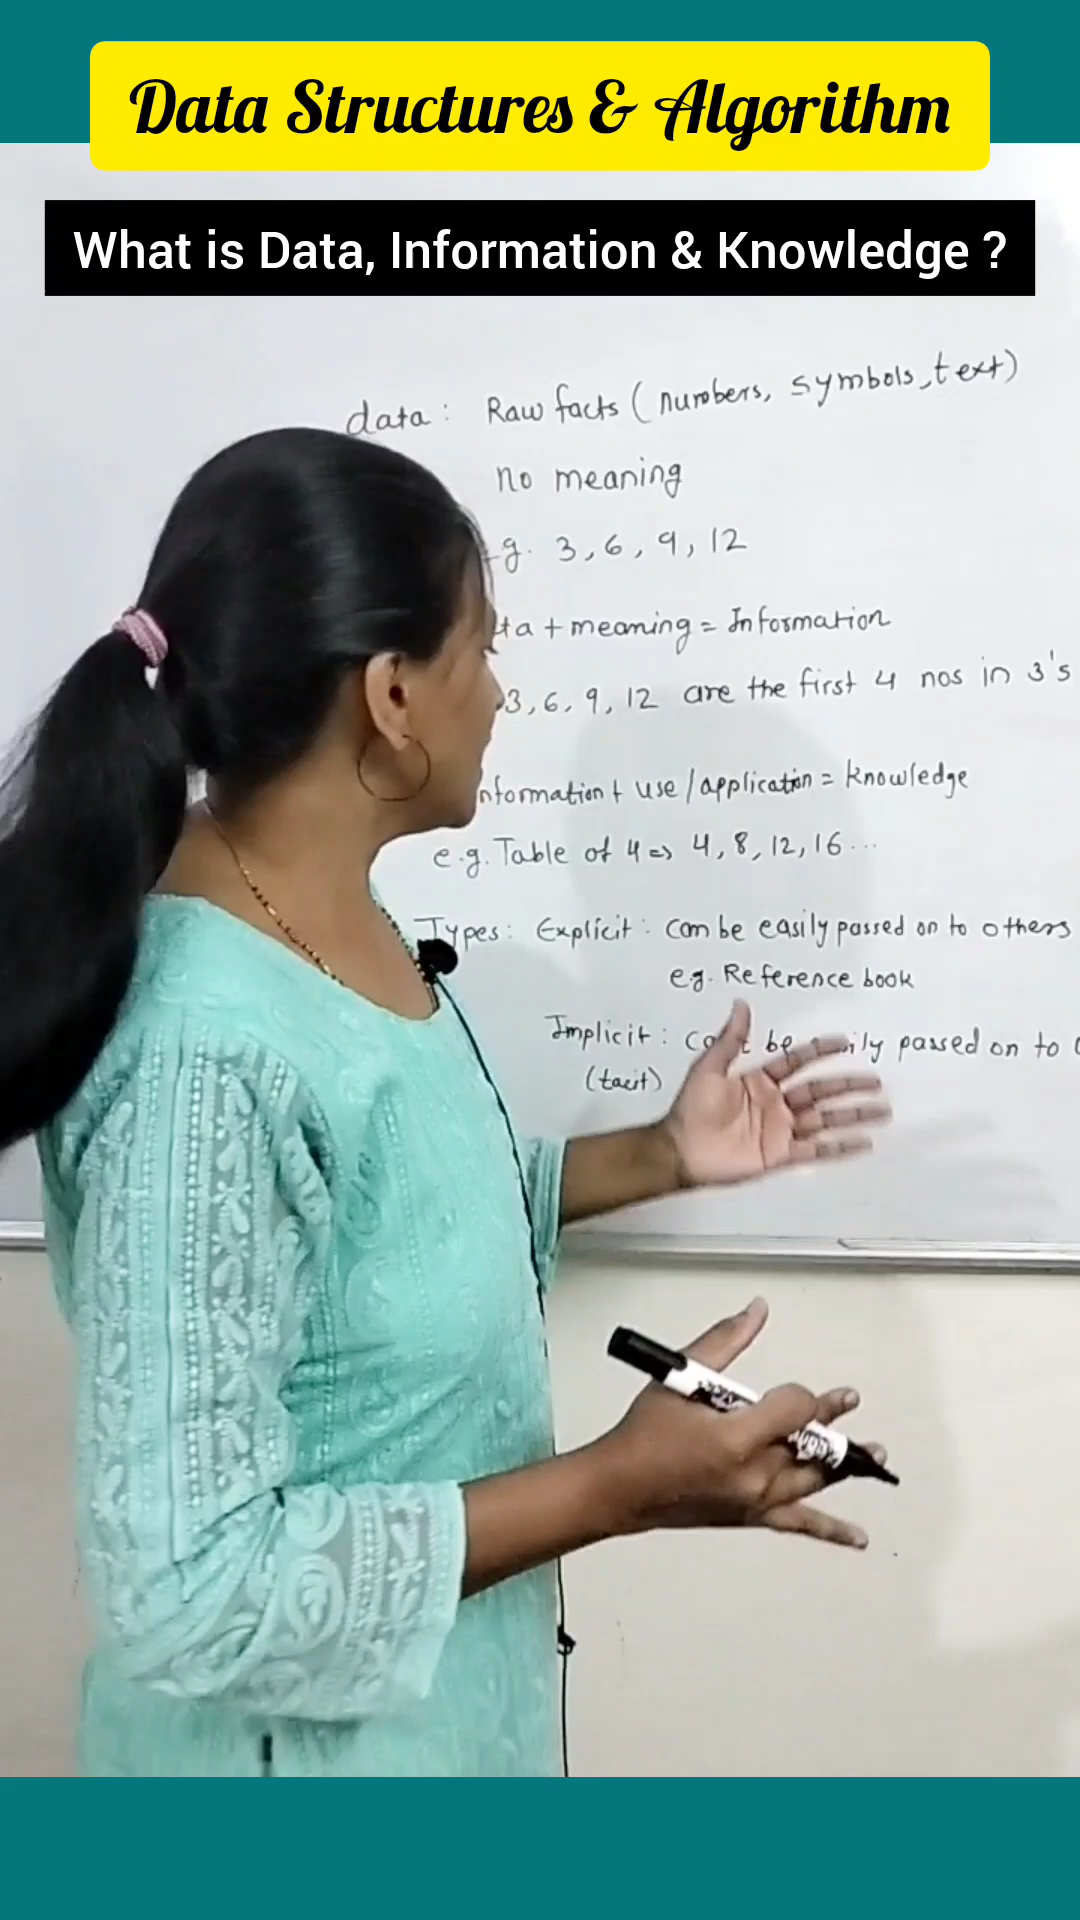 Data Structures & Algorithm
What is Data, Information & Knowledge ?
data : Raw facts ( numbers, symbols, text)
no meaning
g. 3, 6, 9, 12
ta + meaning = Information
3, 6, 9, 12 are the first 4 nos in 3's
nformation + use / application = knowledge
e.g. Table of 4 => 4, 8, 12, 16 ...
Types : Explicit : can be easily passed on to others
e.g. Reference book
Implicit : be passed on to
(tacit)